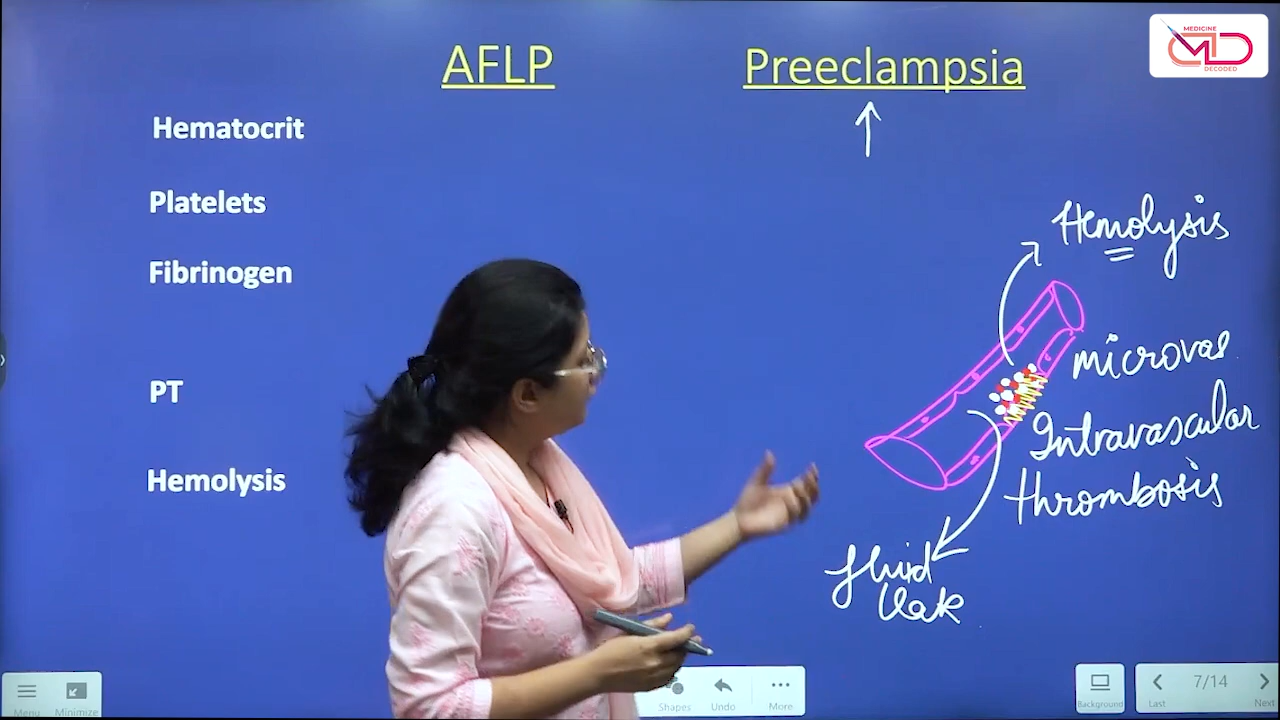 MEDICINE
MD
DECODED
AFLP
Preeclampsia
Hematocrit
↑
Platelets
Hemolysis
Fibrinogen
microvas
PT
Intravascular
Hemolysis
thrombosis
fluid
leak
Menu
Minimize
Shapes
Undo
More
Background
Last
7/14
Next